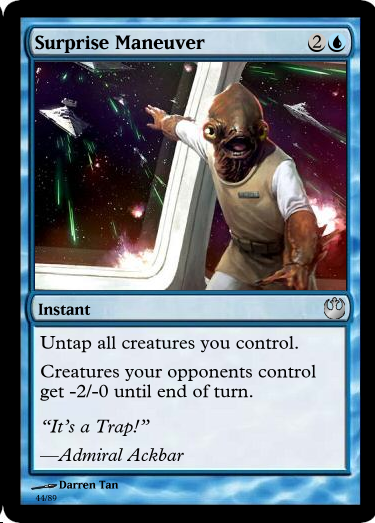 Surprise Maneuver 2
Instant
Untap all creatures you control.
Creatures your opponents control
get -2/-0 until end of turn.
“It's a Trap!”
—Admiral Ackbar
Darren Tan
44/89